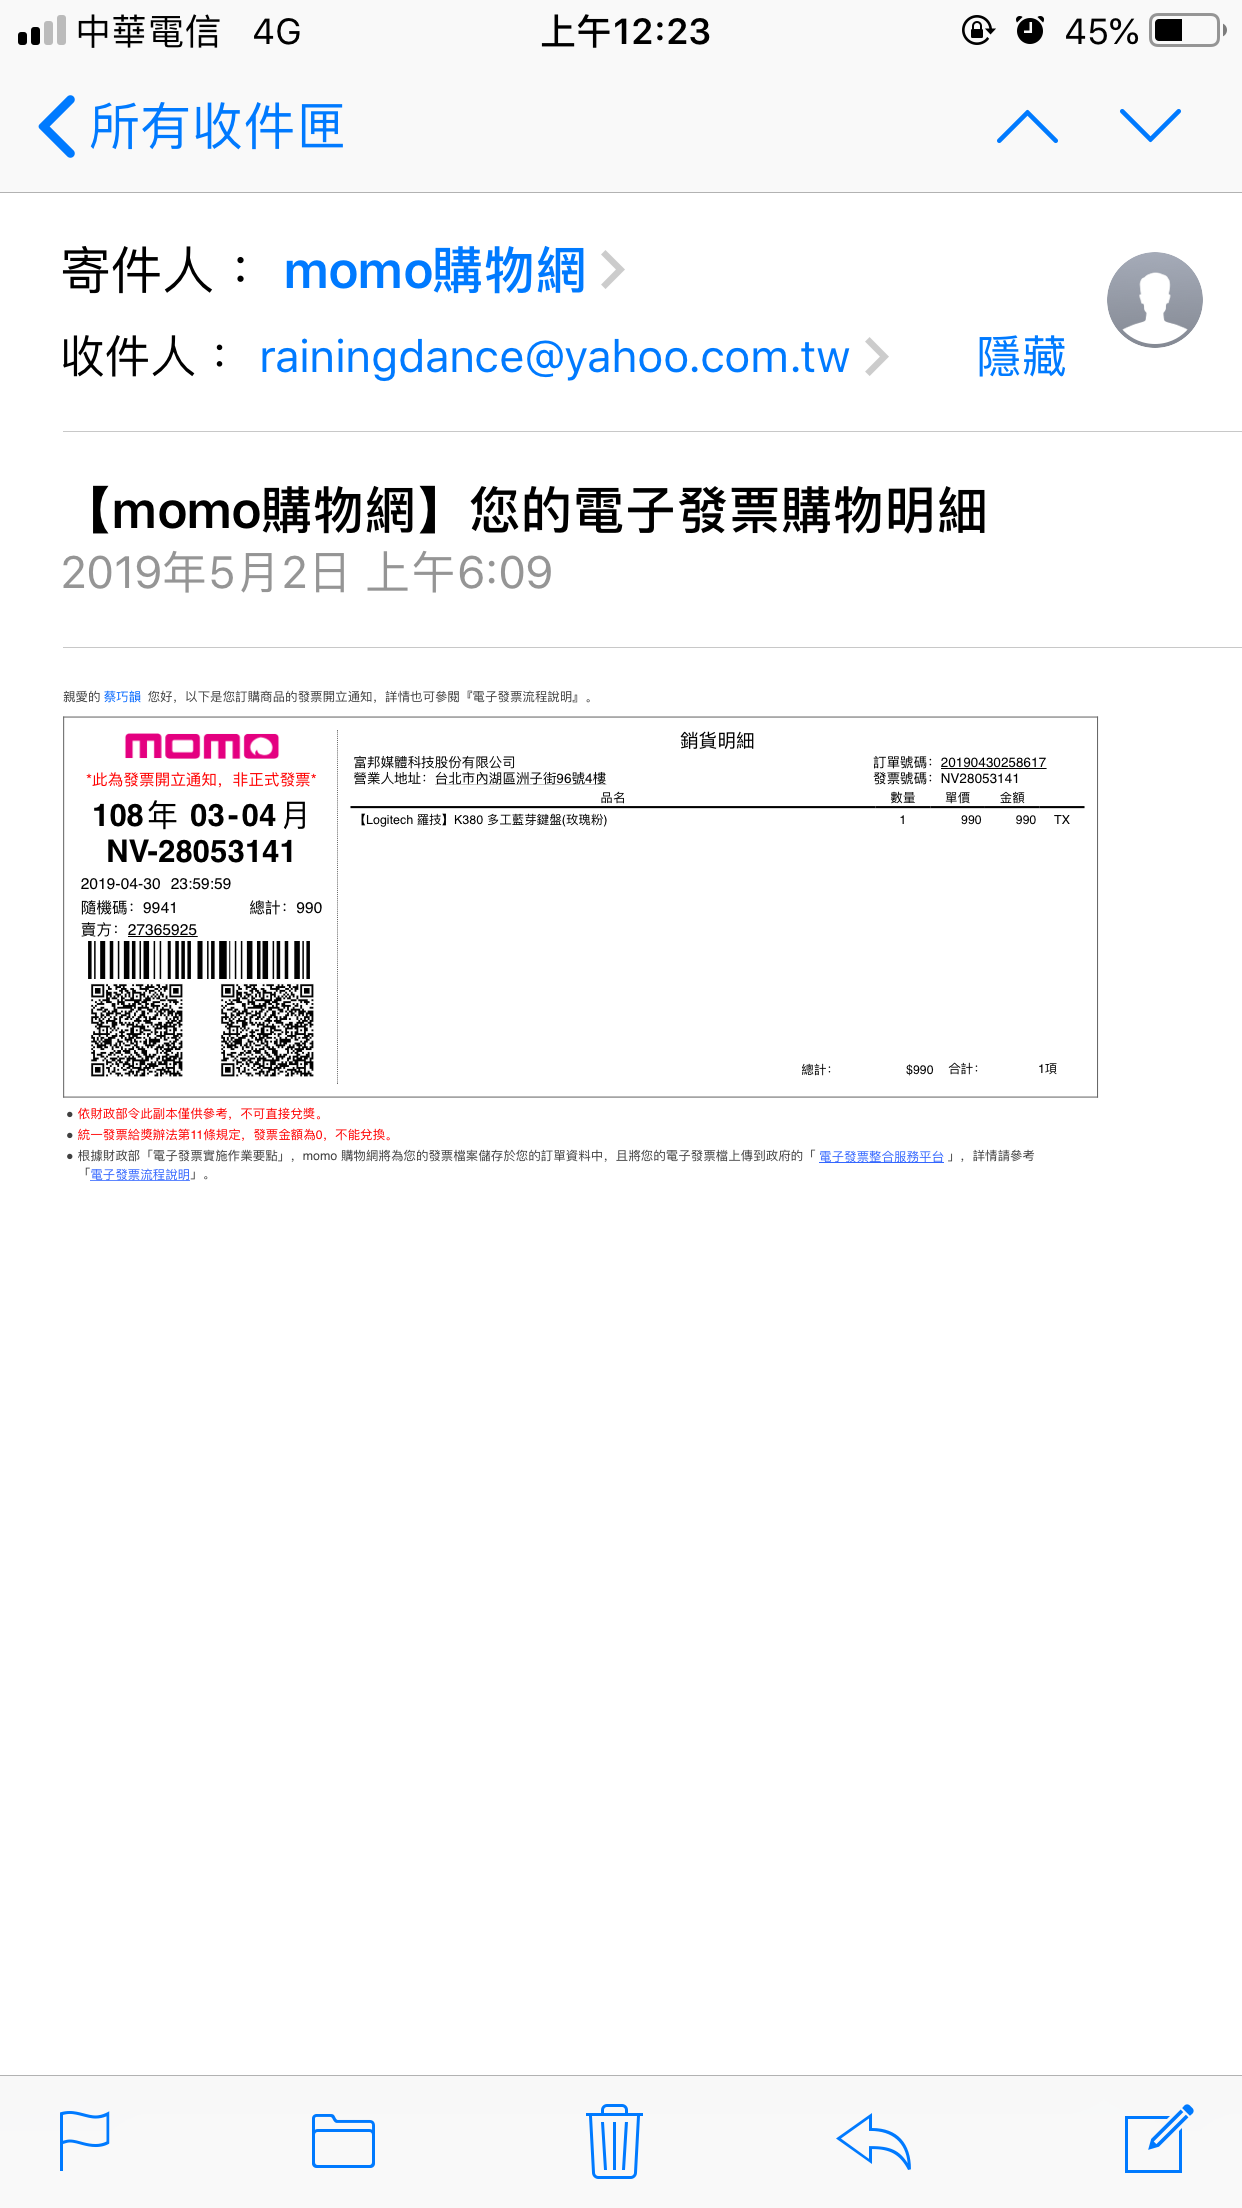 中華電信 4G 上午12:23 45%
所有收件匣
寄件人： momo購物網
收件人： rainingdance@yahoo.com.tw 隱藏
【momo購物網】您的電子發票購物明細
2019年5月2日 上午6:09
親愛的 蔡巧韻 您好，以下是您訂購商品的發票開立通知，詳情也可參閱『電子發票流程說明』。
momo
*此為發票開立通知，非正式發票*
108年 03-04月
NV-28053141
2019-04-30 23:59:59
隨機碼：9941 總計：990
賣方：27365925
銷貨明細
富邦媒體科技股份有限公司 訂單號碼：20190430258617
營業人地址：台北市內湖區洲子街96號4樓 發票號碼：NV28053141
品名 數量 單價 金額
【Logitech 羅技】K380 多工藍芽鍵盤(玫瑰粉) 1 990 990 TX
總計： $990 合計： 1項
● 依財政部令此副本僅供參考，不可直接兌獎。
● 統一發票給獎辦法第11條規定，發票金額為0，不能兌換。
● 根據財政部「電子發票實施作業要點」，momo 購物網將為您的發票檔案儲存於您的訂單資料中，且將您的電子發票檔上傳到政府的「 電子發票整合服務平台 」，詳情請參考
「電子發票流程說明」。